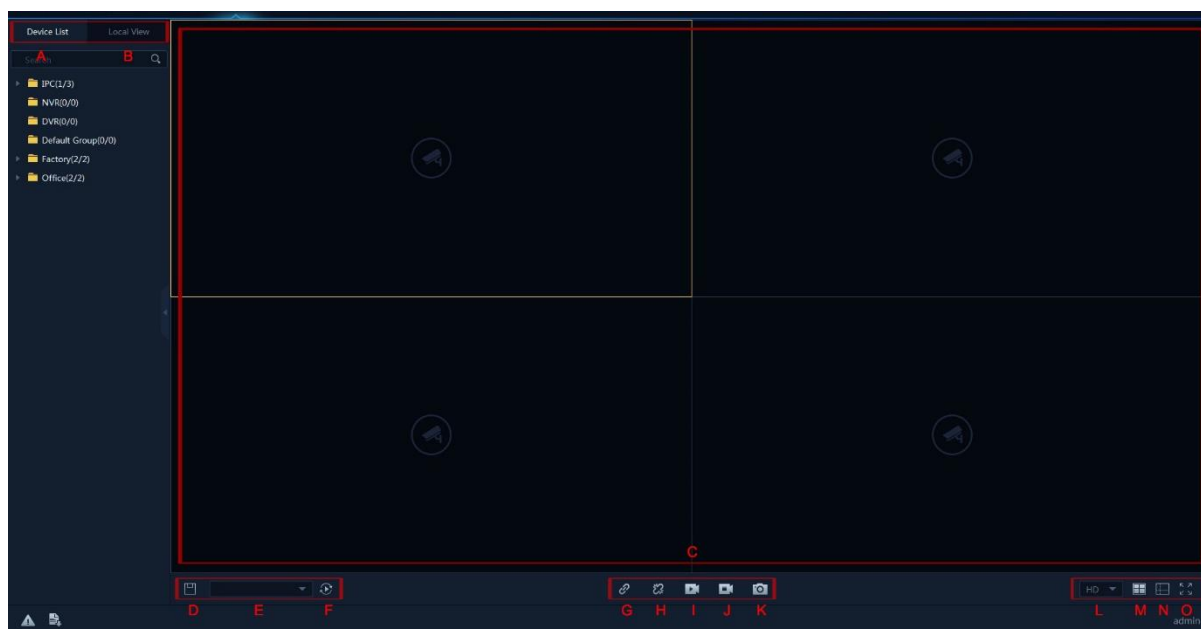 Device List Local View
A B
Search
IPC(1/3)
NVR(0/0)
DVR(0/0)
Default Group(0/0)
Factory(2/2)
Office(2/2)
C
HD
D E F G H I J K L M N O
admin